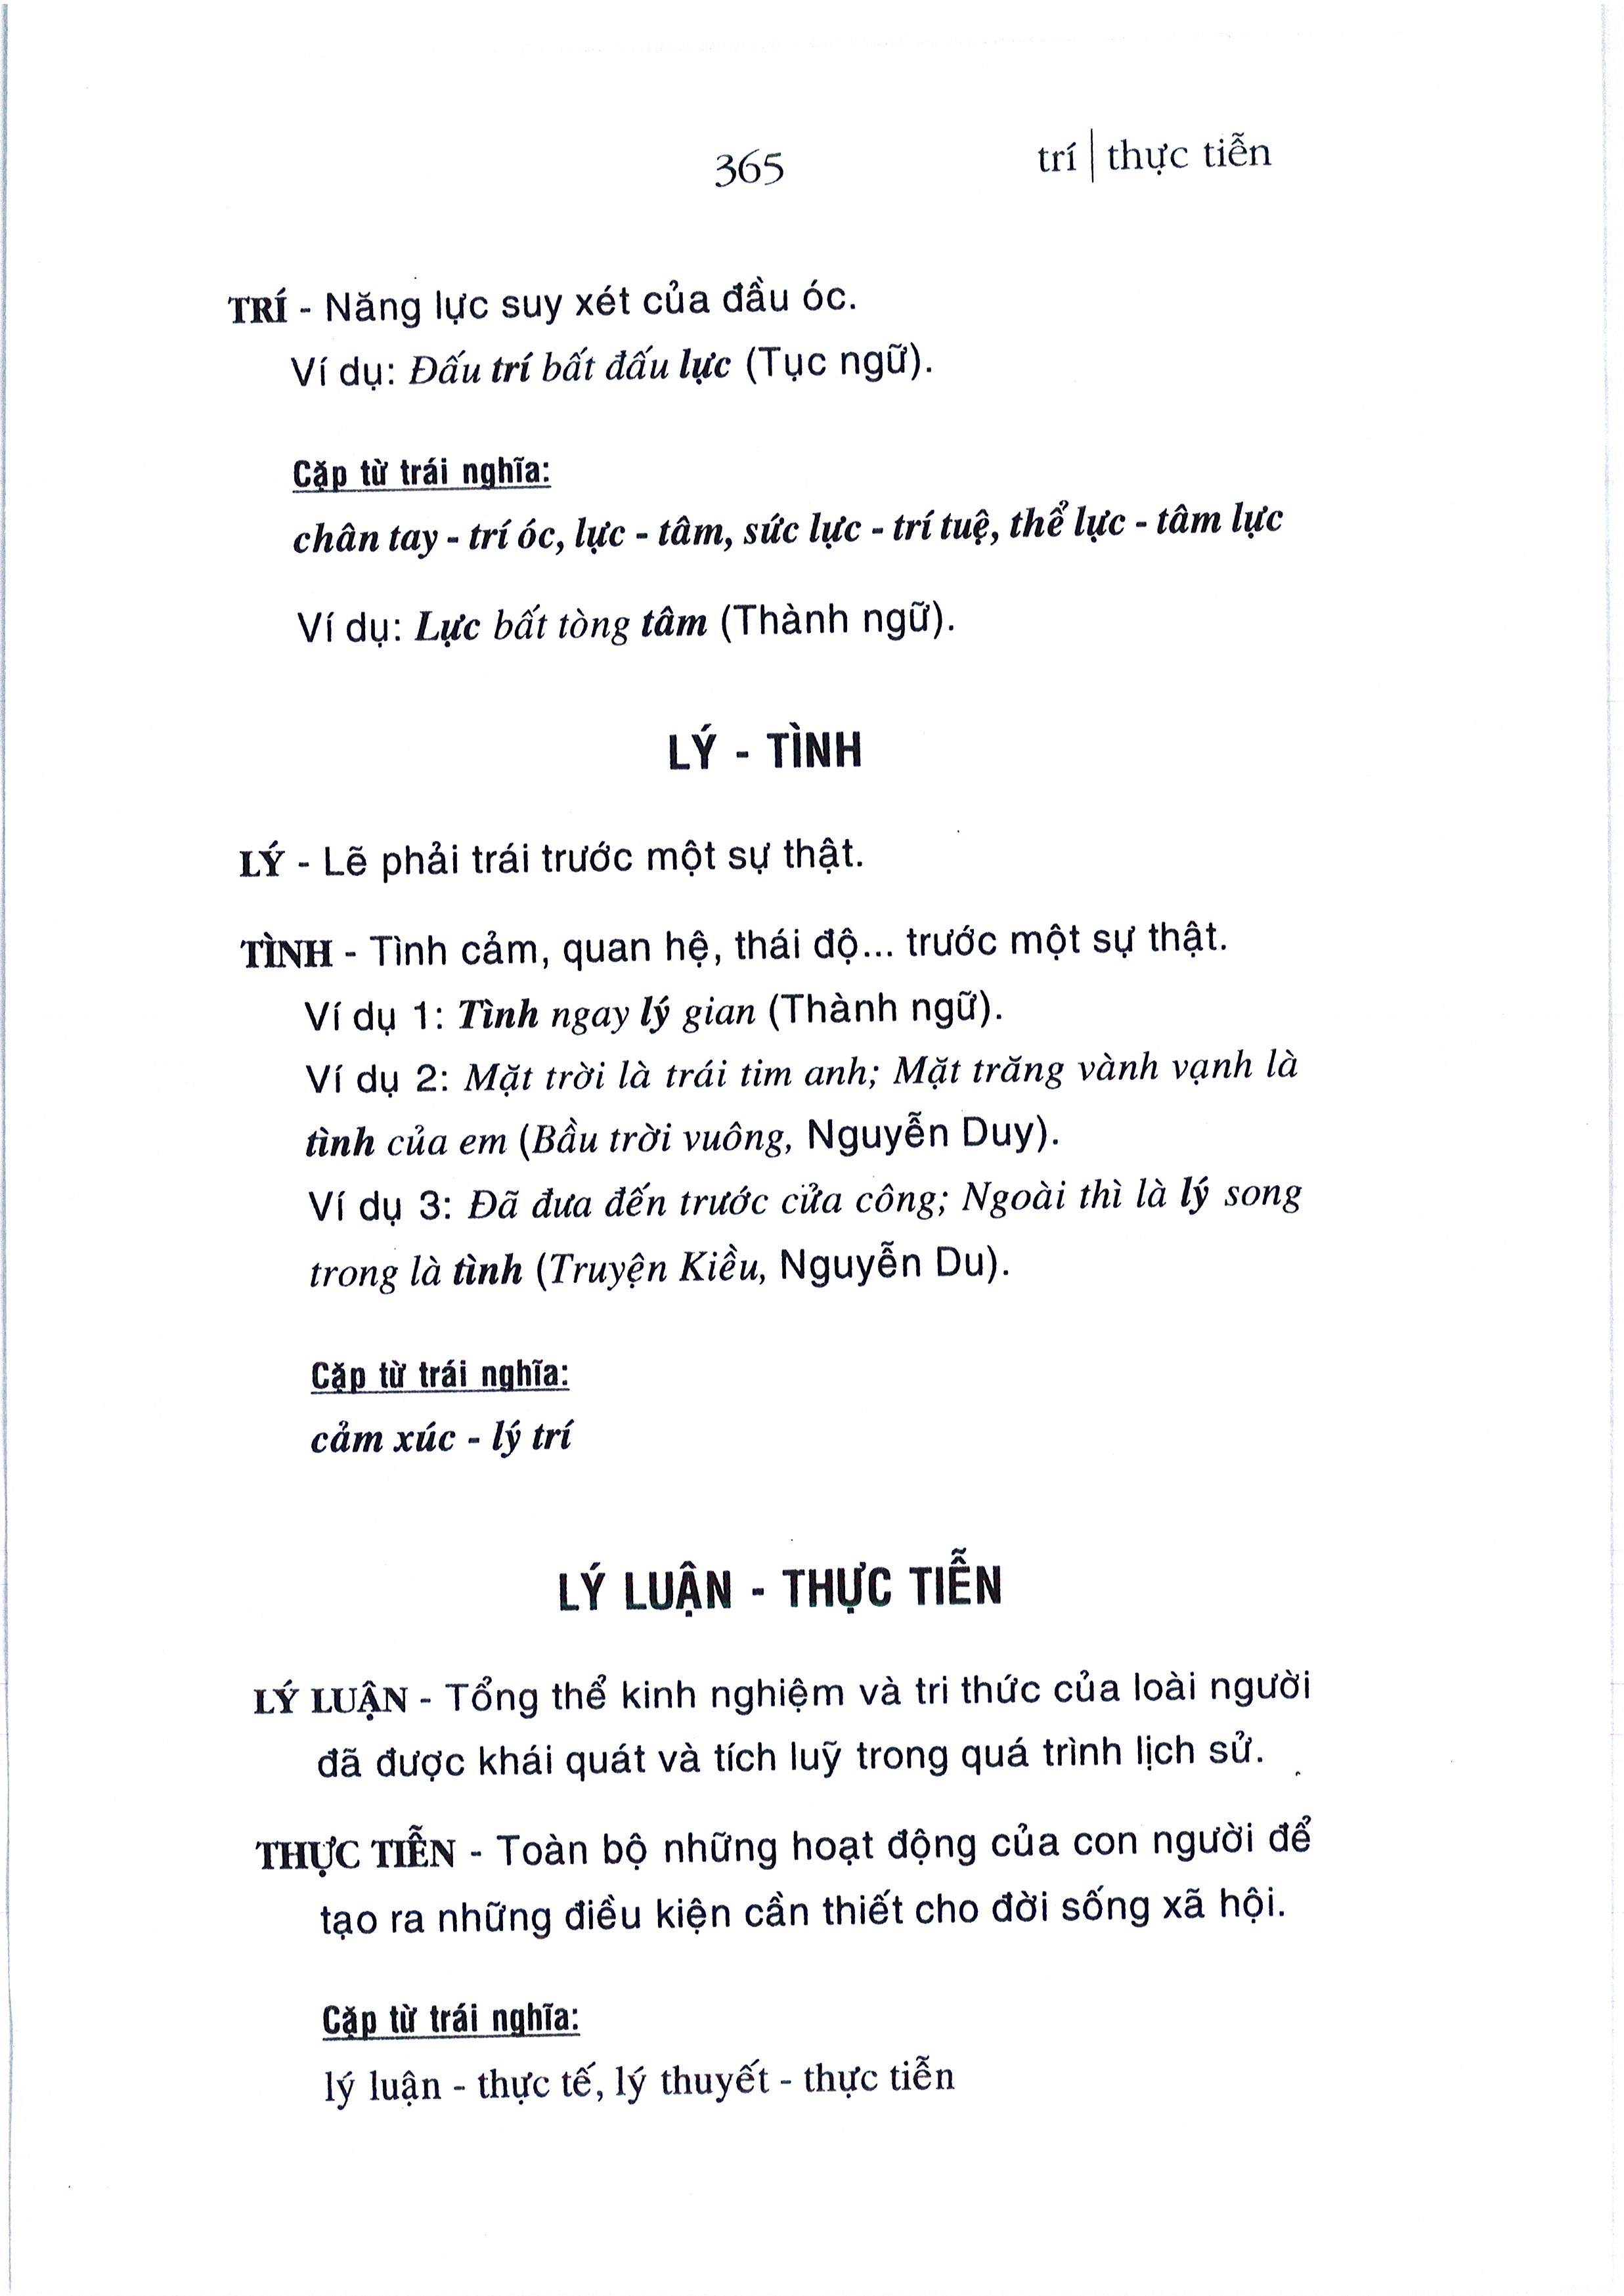 365
trí | thực tiễn
TRÍ - Năng lực suy xét của đầu óc.
Ví dụ: Đấu trí bất đấu lực (Tục ngữ).
Cặp từ trái nghĩa:
chân tay - trí óc, lực - tâm, sức lực - trí tuệ, thể lực - tâm lực
Ví dụ: Lực bất tòng tâm (Thành ngữ).
LÝ - TÌNH
LÝ - Lẽ phải trái trước một sự thật.
TÌNH - Tình cảm, quan hệ, thái độ... trước một sự thật.
Ví dụ 1: Tình ngay lý gian (Thành ngữ).
Ví dụ 2: Mặt trời là trái tim anh; Mặt trăng vành vạnh là
tình của em (Bầu trời vuông, Nguyễn Duy).
Ví dụ 3: Đã đưa đến trước cửa công; Ngoài thì là lý song
trong là tình (Truyện Kiều, Nguyễn Du).
Cặp từ trái nghĩa:
cảm xúc - lý trí
LÝ LUẬN - THỰC TIỄN
LÝ LUẬN - Tổng thể kinh nghiệm và tri thức của loài người
đã được khái quát và tích luỹ trong quá trình lịch sử.
THỰC TIỄN - Toàn bộ những hoạt động của con người để
tạo ra những điều kiện cần thiết cho đời sống xã hội.
Cặp từ trái nghĩa:
lý luận - thực tế, lý thuyết - thực tiễn